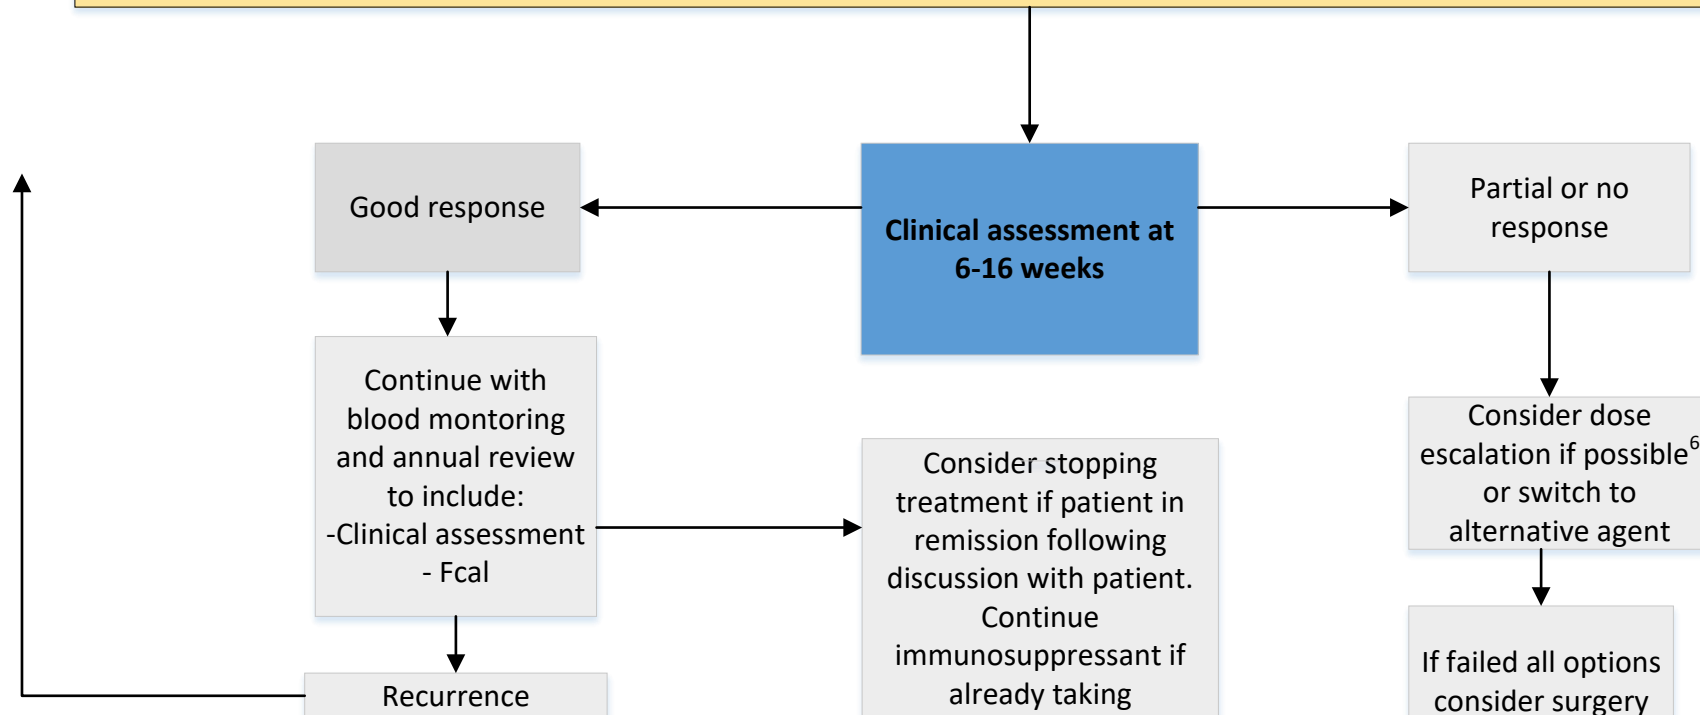 Good response
Clinical assessment at
6-16 weeks
Partial or no
response
Continue with
blood montoring
and annual review
to include:
-Clinical assessment
- Fcal
Consider stopping
treatment if patient in
remission following
discussion with patient.
Continue
immunosuppressant if
already taking
Consider dose
escalation if possible⁶
or switch to
alternative agent
If failed all options
consider surgery
Recurrence